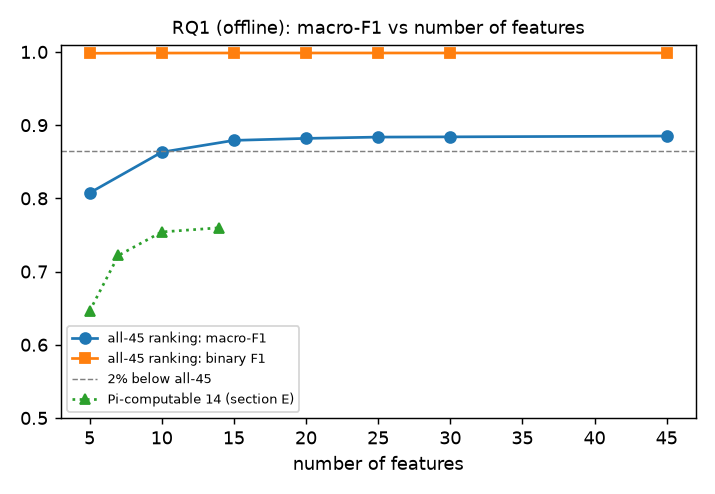 RQ1 (offline): macro-F1 vs number of features
1.0
0.9
0.8
0.7
0.6
0.5
all-45 ranking: macro-F1
all-45 ranking: binary F1
2% below all-45
Pi-computable 14 (section E)
5 10 15 20 25 30 35 40 45
number of features